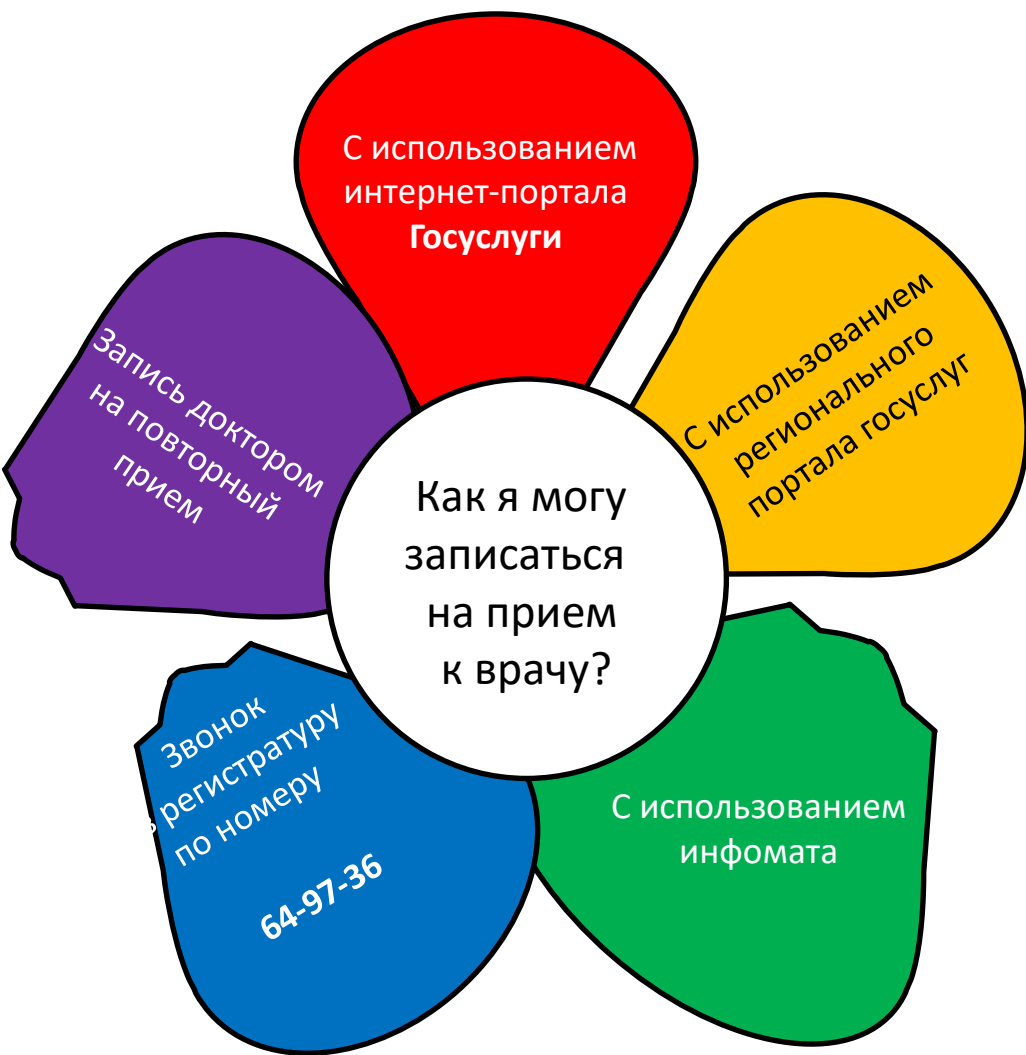 Как я могу
записаться
на прием
к врачу?
С использованием
интернет-портала
Госуслуги
С использованием
регионального
портала госуслуг
С использованием
инфомата
Звонок
в регистратуру
по номеру
64-97-36
Запись доктором
на повторный
прием